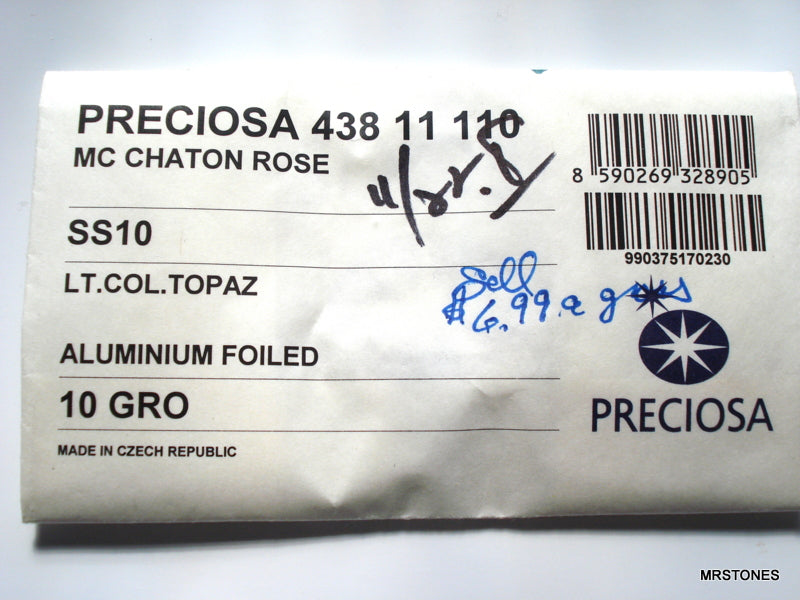 PRECIOSA 438 11 110
MC CHATON ROSE
8 590269 328905
SS10
990375170230
LT.COL.TOPAZ
Sell
$6.99 a gross
ALUMINIUM FOILED
10 GRO
PRECIOSA
MADE IN CZECH REPUBLIC
MRSTONES